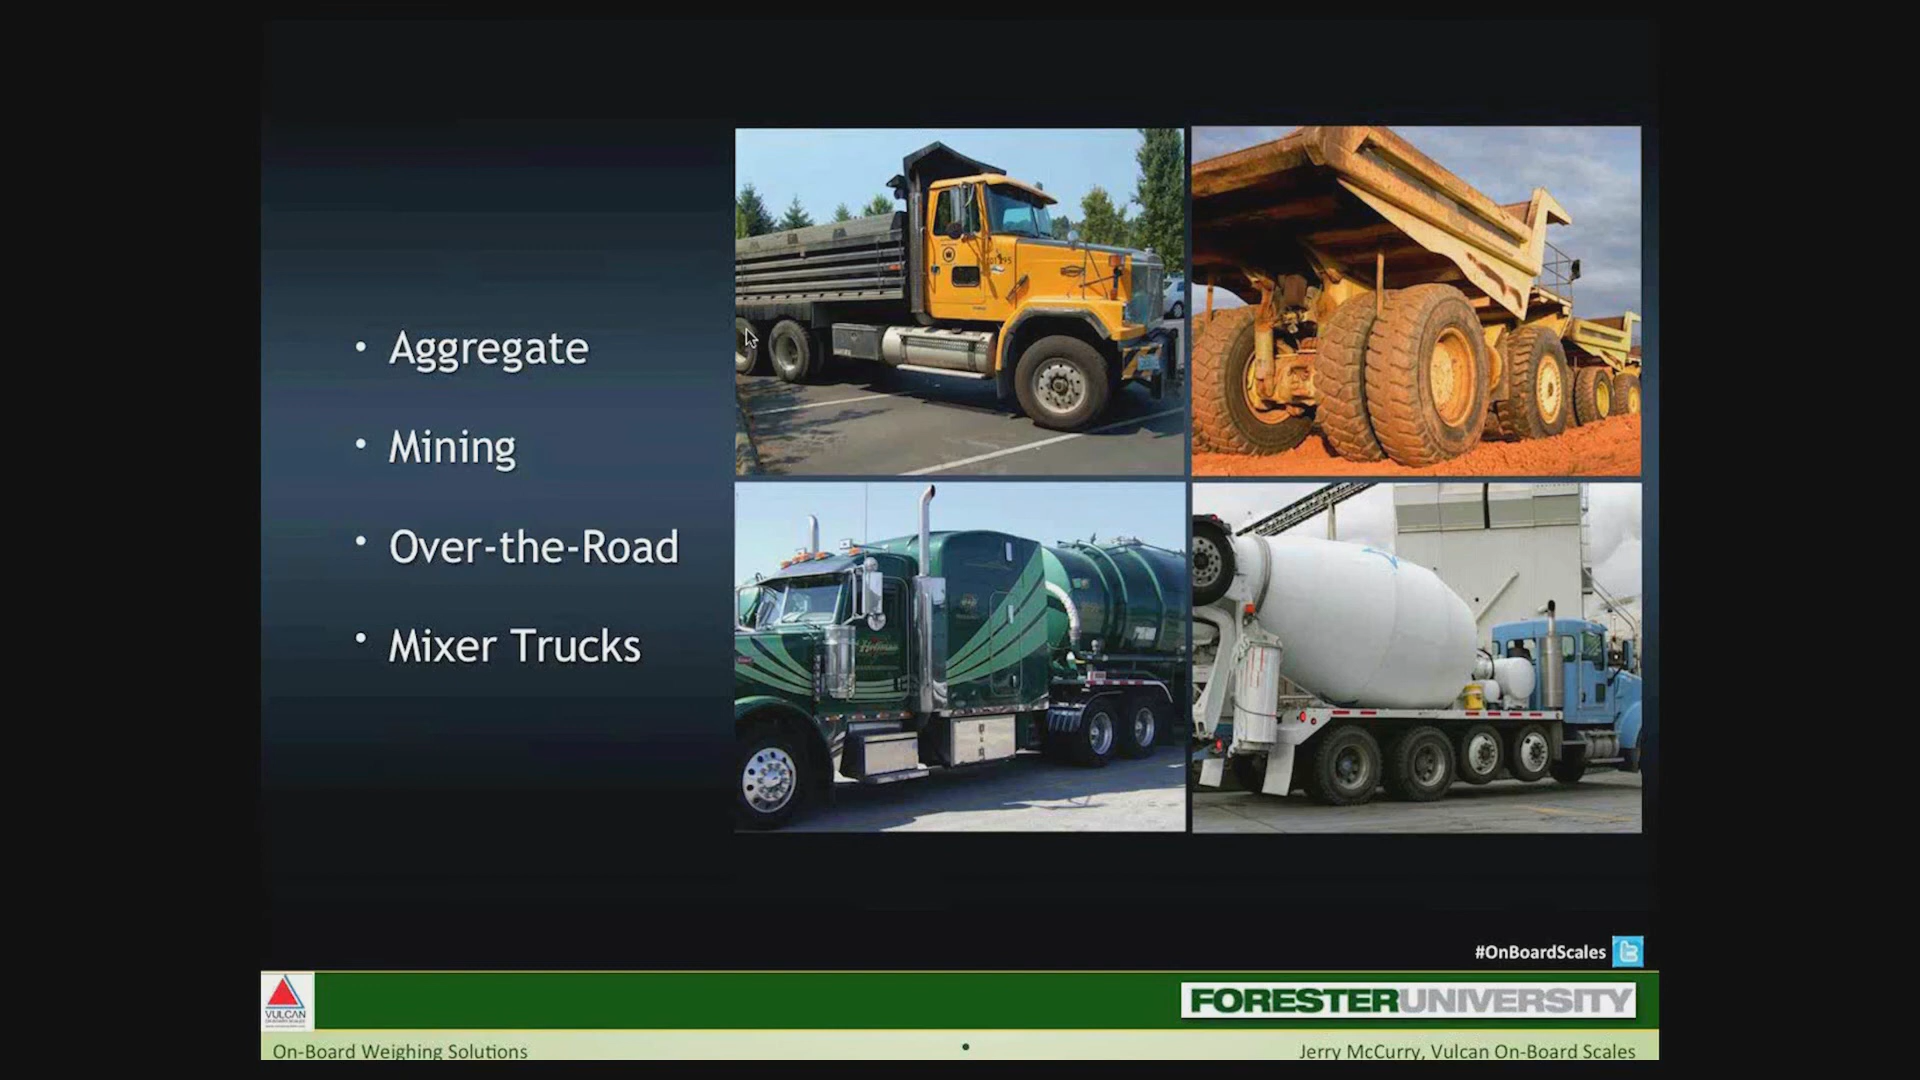 • Aggregate
• Mining
• Over-the-Road
• Mixer Trucks
#OnBoardScales
VULCAN
FORESTERUNIVERSITY
On-Board Weighing Solutions
•
Jerry McCurry, Vulcan On-Board Scales